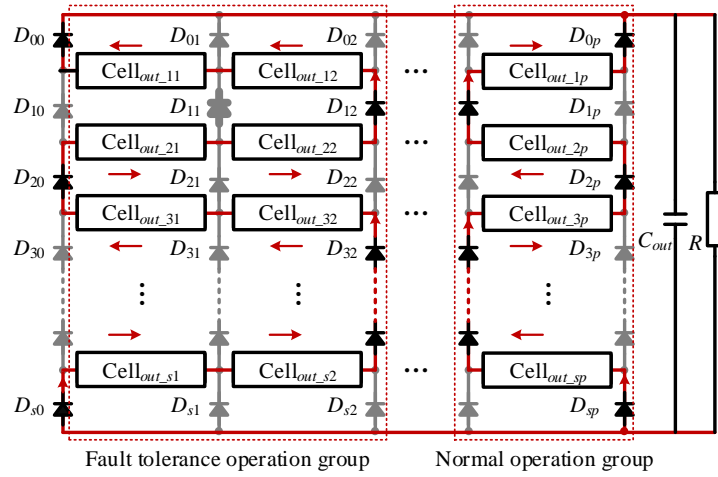 D00 D01 D02 D0p
Cellout_11 Cellout_12 ... Cellout_1p
D10 D11 D12 ... D1p
Cellout_21 Cellout_22 ... Cellout_2p
D20 D21 D22 D2p
Cellout_31 Cellout_32 ... Cellout_3p
D30 D31 D32 D3p Cout R
⋮ ⋮ ⋮
Cellout_s1 Cellout_s2 ... Cellout_sp
Ds0 Ds1 Ds2 Dsp
Fault tolerance operation group Normal operation group